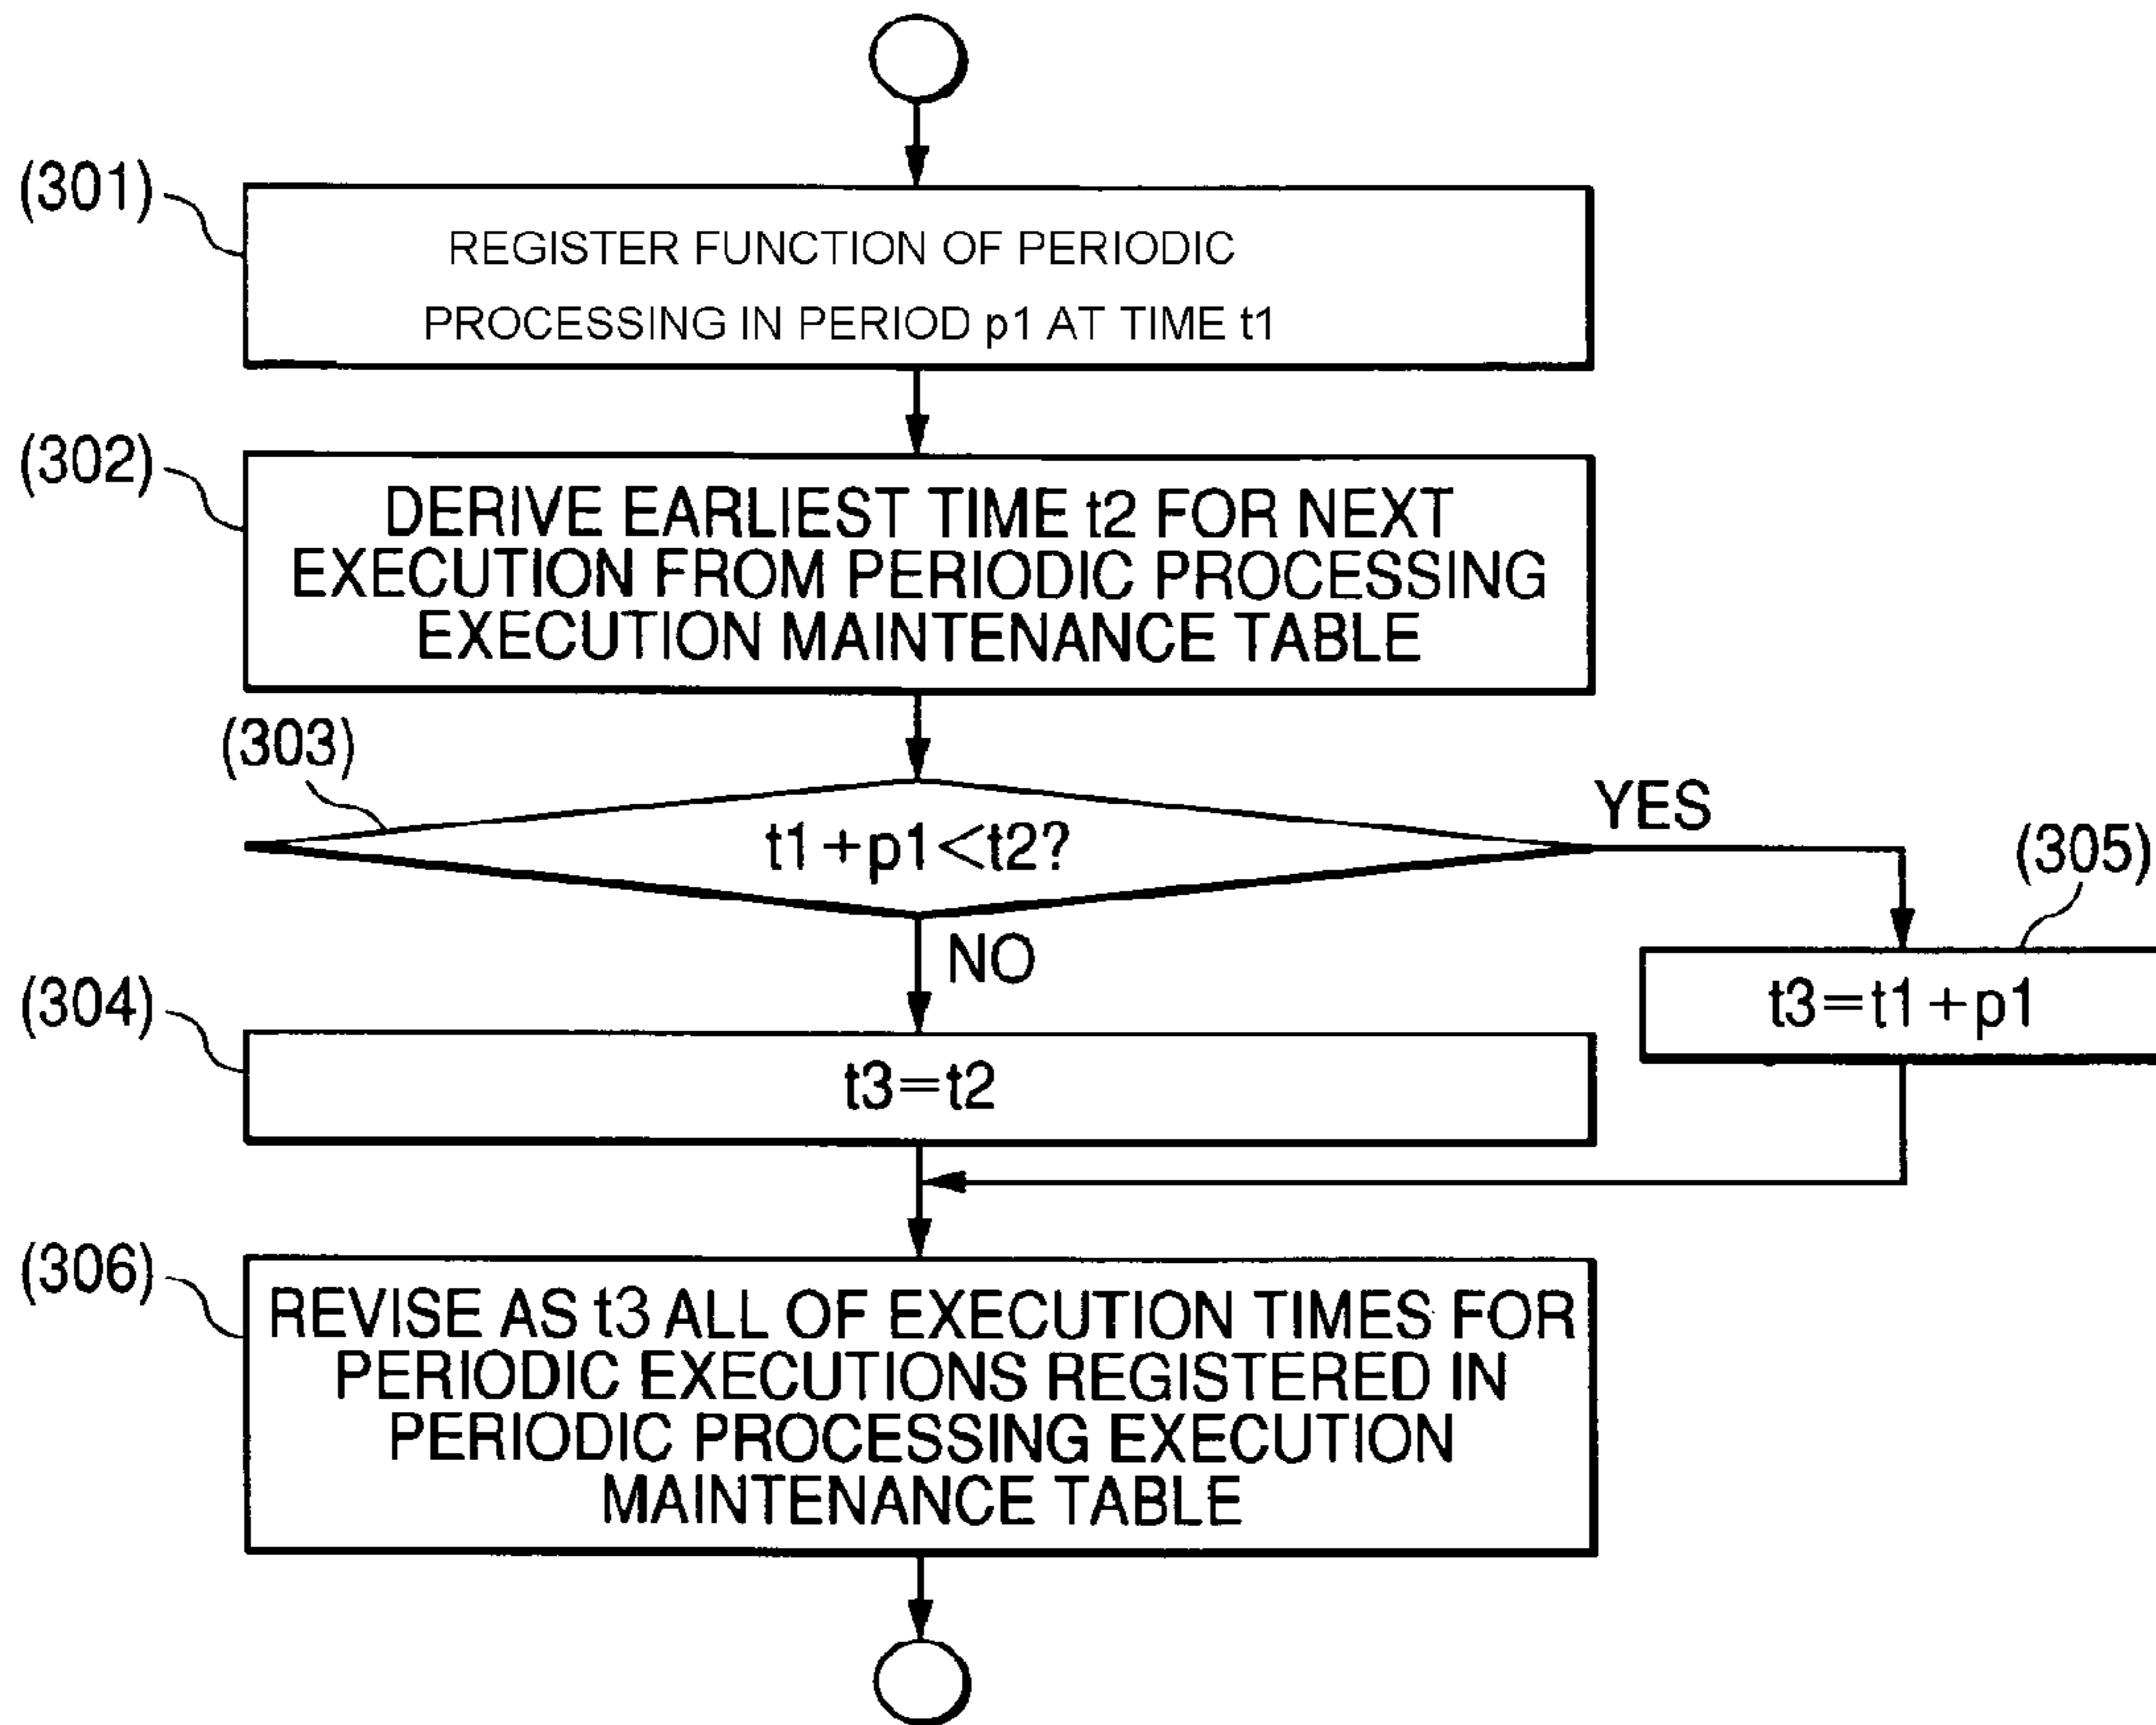 (301)
REGISTER FUNCTION OF PERIODIC
PROCESSING IN PERIOD p1 AT TIME t1
(302)
DERIVE EARLIEST TIME t2 FOR NEXT
EXECUTION FROM PERIODIC PROCESSING
EXECUTION MAINTENANCE TABLE
(303)
t1+p1<t2?
YES
(305)
NO
t3=t1+p1
(304)
t3=t2
(306)
REVISE AS t3 ALL OF EXECUTION TIMES FOR
PERIODIC EXECUTIONS REGISTERED IN
PERIODIC PROCESSING EXECUTION
MAINTENANCE TABLE